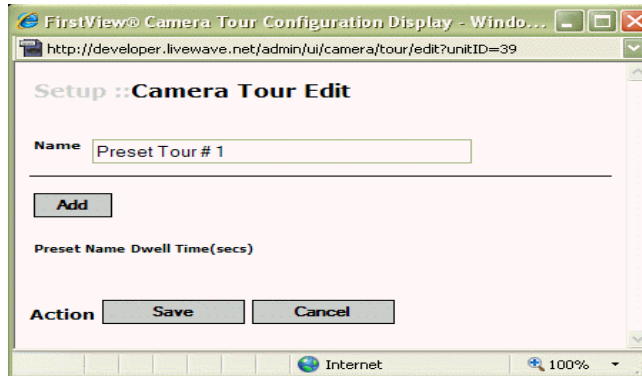 FirstView® Camera Tour Configuration Display - Windo...
http://developer.livewave.net/admin/ui/camera/tour/edit?unitID=39
Setup ::Camera Tour Edit
Name Preset Tour # 1
Add
Preset Name Dwell Time(secs)
Action Save Cancel
Internet 100%